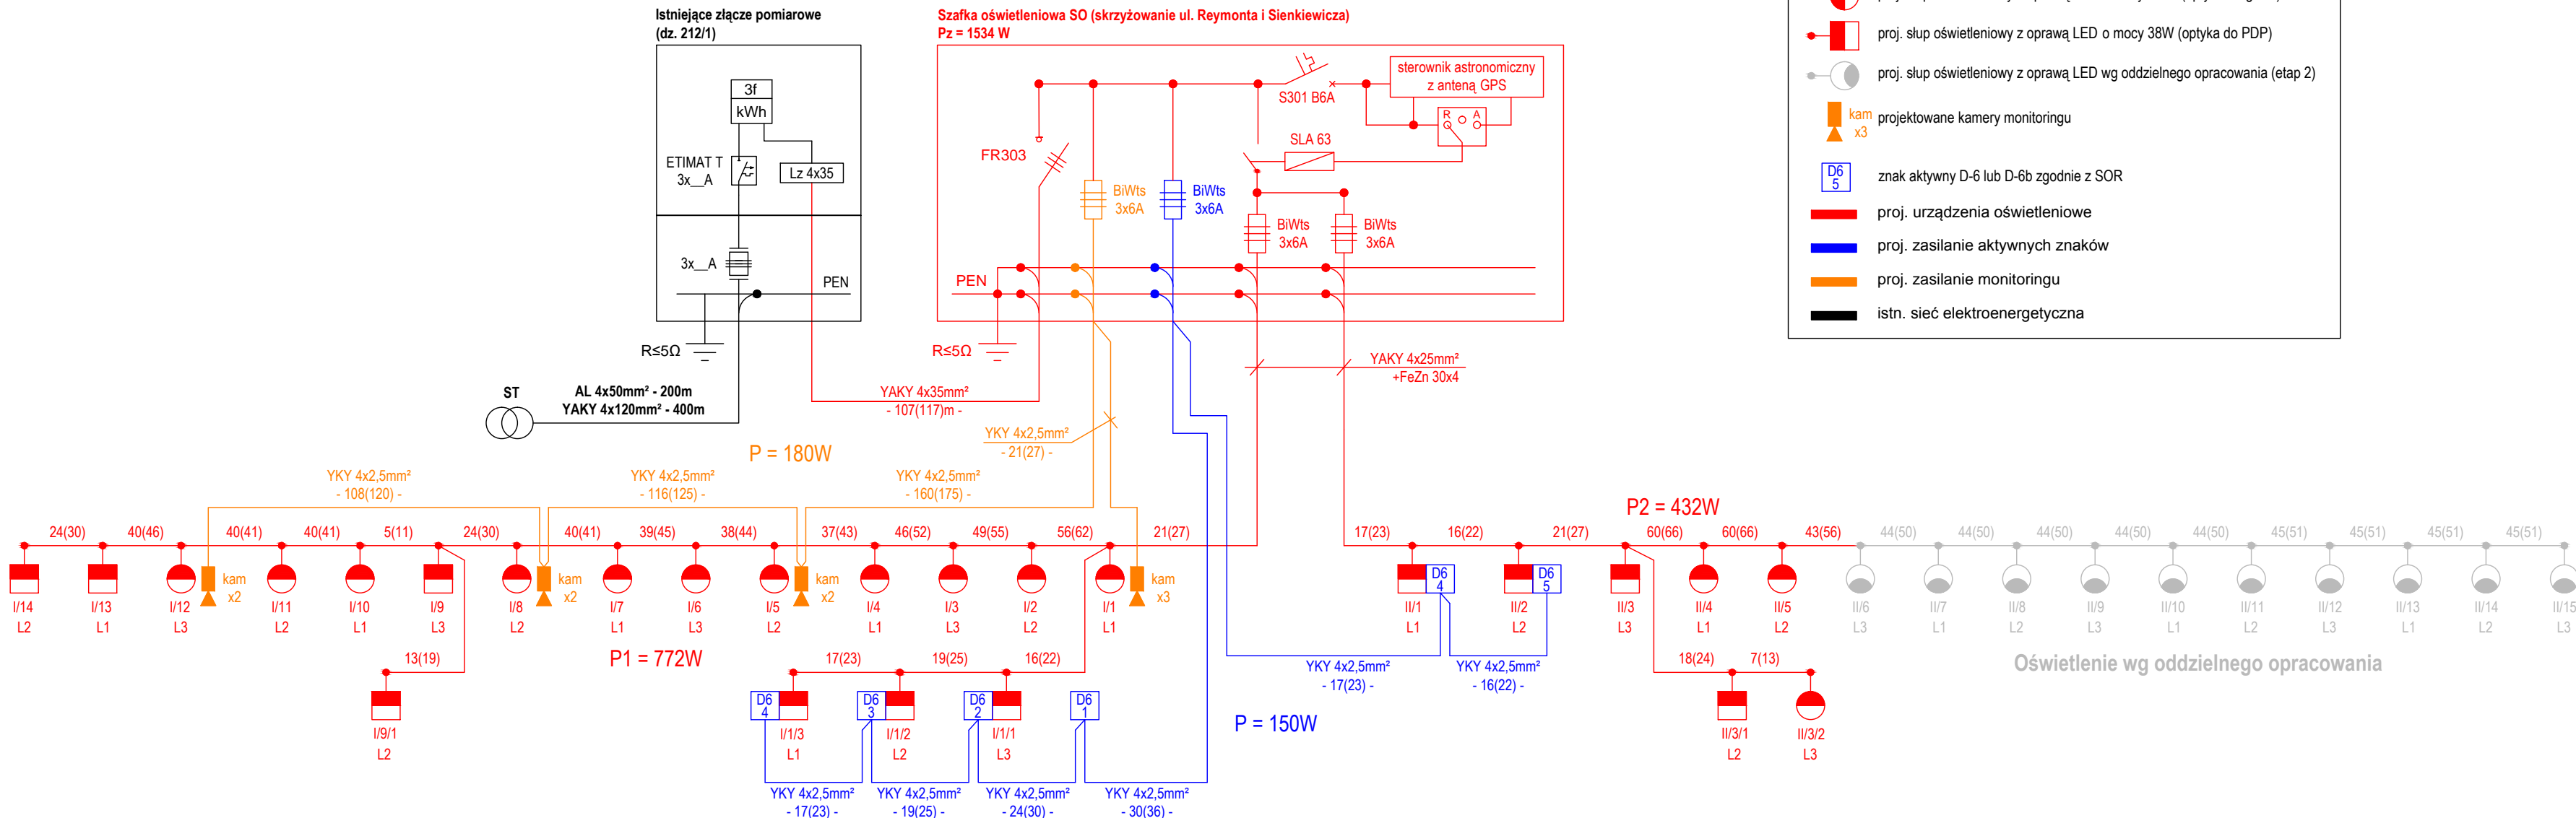 Istniejące złącze pomiarowe
(dz. 212/1)
3f
kWh
ETIMAT T
3x__A
Lz 4x35
3x__A
PEN
R≤5Ω
ST
AL 4x50mm² - 200m
YAKY 4x120mm² - 400m
Szafka oświetleniowa SO (skrzyżowanie ul. Reymonta i Sienkiewicza)
Pz = 1534 W
sterownik astronomiczny
z anteną GPS
S301 B6A
R A
SLA 63
FR303
BiWts
3x6A
BiWts
3x6A
BiWts
3x6A
BiWts
3x6A
PEN
R≤5Ω
YAKY 4x35mm²
- 107(117)m -
YAKY 4x25mm²
+FeZn 30x4
YKY 4x2,5mm²
- 21(27) -
proj. słup oświetleniowy z oprawą LED o mocy 38W (optyka do PDP)
proj. słup oświetleniowy z oprawą LED wg oddzielnego opracowania (etap 2)
kam
x3
projektowane kamery monitoringu
D6
5
znak aktywny D-6 lub D-6b zgodnie z SOR
proj. urządzenia oświetleniowe
proj. zasilanie aktywnych znaków
proj. zasilanie monitoringu
istn. sieć elektroenergetyczna
P = 180W
YKY 4x2,5mm²
- 108(120) -
YKY 4x2,5mm²
- 116(125) -
YKY 4x2,5mm²
- 160(175) -
P2 = 432W
24(30) 40(46) 40(41) 40(41) 5(11) 24(30) 40(41) 39(45) 38(44) 37(43) 46(52) 49(55) 56(62) 21(27)
17(23) 16(22) 21(27) 60(66) 60(66) 43(56) 44(50) 44(50) 44(50) 44(50) 44(50) 45(51) 45(51) 45(51) 45(51)
kam
x2
kam
x2
kam
x2
kam
x3
D6
4
D6
5
I/14 I/13 I/12 I/11 I/10 I/9 I/8 I/7 I/6 I/5 I/4 I/3 I/2 I/1
L2 L1 L3 L2 L1 L3 L2 L1 L3 L2 L1 L3 L2 L1
II/1 II/2 II/3 II/4 II/5 II/6 II/7 II/8 II/9 II/10 II/11 II/12 II/13 II/14 II/15
L1 L2 L3 L1 L2 L3 L1 L2 L3 L1 L2 L3 L1 L2 L3
13(19)
P1 = 772W
17(23) 19(25) 16(22)
YKY 4x2,5mm²
- 17(23) -
YKY 4x2,5mm²
- 16(22) -
18(24) 7(13)
Oświetlenie wg oddzielnego opracowania
I/9/1
L2
D6
4
D6
3
D6
2
D6
1
I/1/3 I/1/2 I/1/1
L1 L2 L3
P = 150W
II/3/1 II/3/2
L2 L3
YKY 4x2,5mm²
- 17(23) -
YKY 4x2,5mm²
- 19(25) -
YKY 4x2,5mm²
- 24(30) -
YKY 4x2,5mm²
- 30(36) -